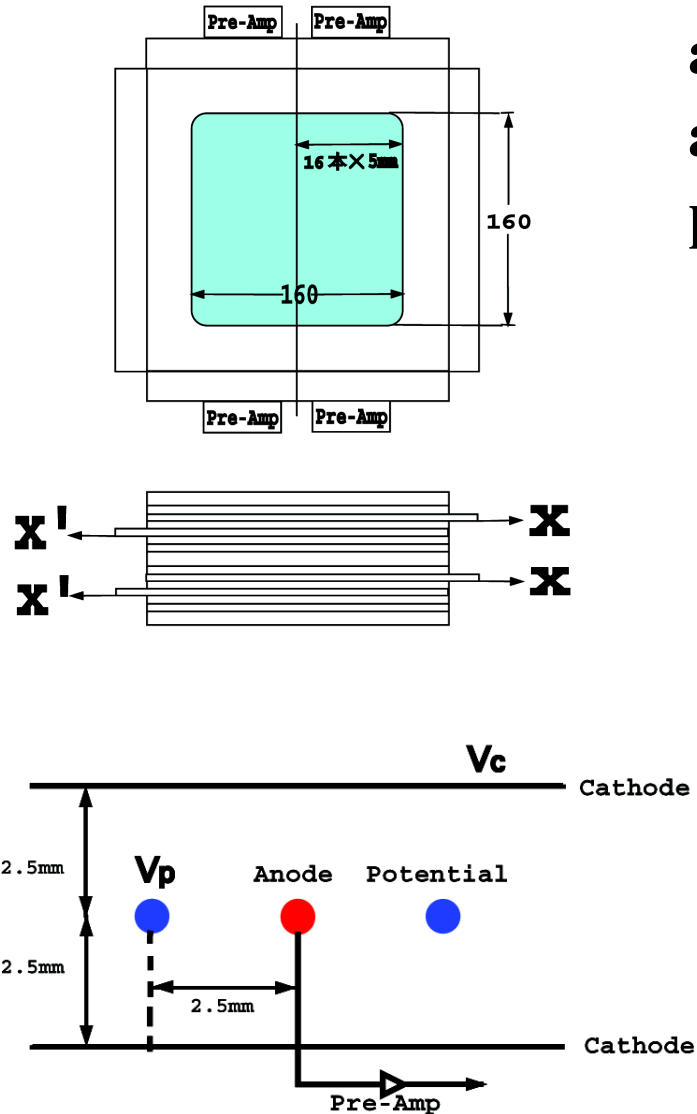 Pre-Amp Pre-Amp
16本×5mm
160
160
Pre-Amp Pre-Amp
x' x
x' x
Vc
Cathode
2.5mm
Vp Anode Potential
2.5mm
2.5mm
Cathode
Pre-Amp